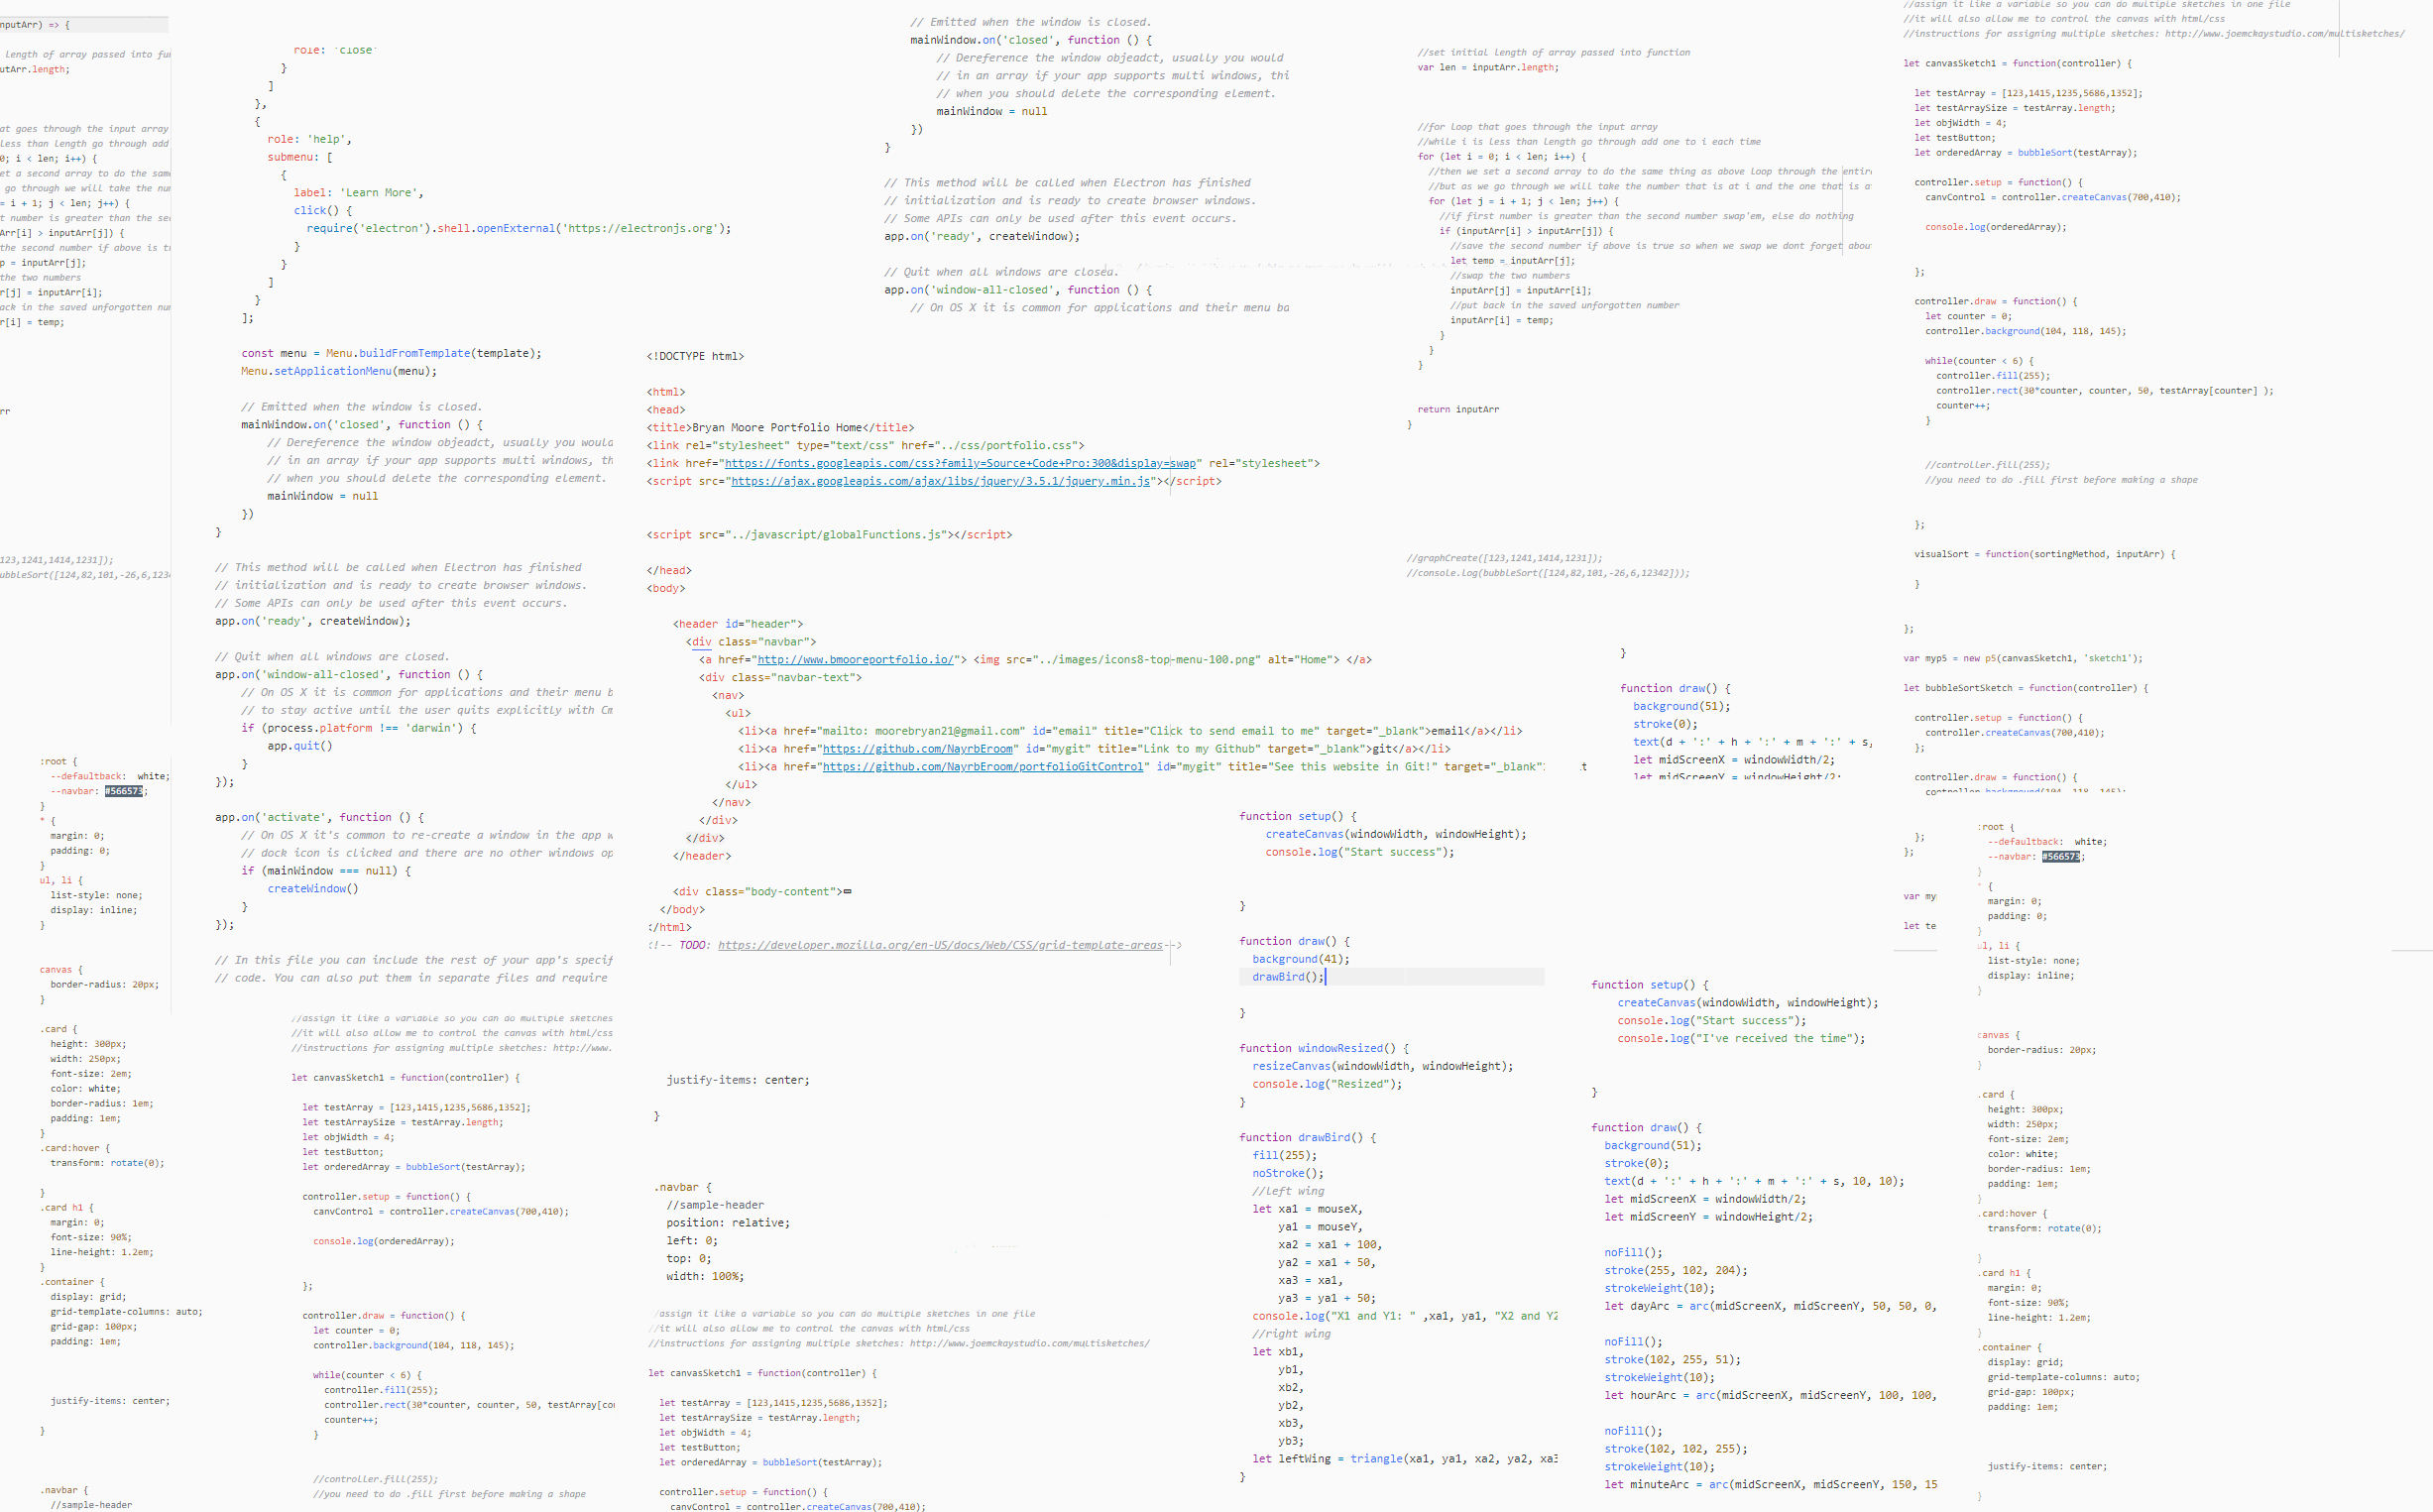 nputArr) => {
length of array passed into fun
utArr.length;
at goes through the input array
less than length go through add
0; i < len; i++) {
et a second array to do the same
go through we will take the num
= i + 1; j < len; j++) {
t number is greater than the sec
Arr[i] > inputArr[j]) {
the second number if above is tr
p = inputArr[j];
the two numbers
r[j] = inputArr[i];
back in the saved unforgotten num
r[i] = temp;
rr
123,1241,1414,1231]);
ubbleSort([124,82,101,-26,6,1234
:root {
--defaultback:  white;
--navbar: #566573;
}
* {
margin: 0;
padding: 0;
}
ul, li {
list-style: none;
display: inline;
}
canvas {
border-radius: 20px;
}
.card {
height: 300px;
width: 250px;
font-size: 2em;
color: white;
border-radius: 1em;
padding: 1em;
}
.card:hover {
transform: rotate(0);
}
.card h1 {
margin: 0;
font-size: 90%;
line-height: 1.2em;
}
.container {
display: grid;
grid-template-columns: auto;
grid-gap: 100px;
padding: 1em;
justify-items: center;
}
.navbar {
//sample-header
role: 'close'
}
]
},
{
role: 'help',
submenu: [
{
label: 'Learn More',
click() {
require('electron').shell.openExternal('https://electronjs.org');
}
}
]
}
];
const menu = Menu.buildFromTemplate(template);
Menu.setApplicationMenu(menu);
// Emitted when the window is closed.
mainWindow.on('closed', function () {
// Dereference the window objeadct, usually you would
// in an array if your app supports multi windows, th
// when you should delete the corresponding element.
mainWindow = null
})
}
// This method will be called when Electron has finished
// initialization and is ready to create browser windows.
// Some APIs can only be used after this event occurs.
app.on('ready', createWindow);
// Quit when all windows are closed.
app.on('window-all-closed', function () {
// On OS X it is common for applications and their menu b
// to stay active until the user quits explicitly with Cm
if (process.platform !== 'darwin') {
app.quit()
}
});
app.on('activate', function () {
// On OS X it's common to re-create a window in the app w
// dock icon is clicked and there are no other windows op
if (mainWindow === null) {
createWindow()
}
});
// In this file you can include the rest of your app's specif
// code. You can also put them in separate files and require
//assign it like a variable so you can do multiple sketches
//it will also allow me to control the canvas with html/css
//instructions for assigning multiple sketches: http://www.
let canvasSketch1 = function(controller) {
let testArray = [123,1415,1235,5686,1352];
let testArraySize = testArray.length;
let objWidth = 4;
let testButton;
let orderedArray = bubbleSort(testArray);
controller.setup = function() {
canvControl = controller.createCanvas(700,410);
console.log(orderedArray);
};
controller.draw = function() {
let counter = 0;
controller.background(104, 118, 145);
while(counter < 6) {
controller.fill(255);
controller.rect(30*counter, counter, 50, testArray[cou
counter++;
}
//controller.fill(255);
//you need to do .fill first before making a shape
// Emitted when the window is closed.
mainWindow.on('closed', function () {
// Dereference the window objeadct, usually you would
// in an array if your app supports multi windows, thi
// when you should delete the corresponding element.
mainWindow = null
})
}
// This method will be called when Electron has finished
// initialization and is ready to create browser windows.
// Some APIs can only be used after this event occurs.
app.on('ready', createWindow);
// Quit when all windows are closed.
app.on('window-all-closed', function () {
// On OS X it is common for applications and their menu ba
<!DOCTYPE html>
<html>
<head>
<title>Bryan Moore Portfolio Home</title>
<link rel="stylesheet" type="text/css" href="../css/portfolio.css">
<link href="https://fonts.googleapis.com/css?family=Source+Code+Pro:300&display=swap" rel="stylesheet">
<script src="https://ajax.googleapis.com/ajax/libs/jquery/3.5.1/jquery.min.js"></script>
<script src="../javascript/globalFunctions.js"></script>
</head>
<body>
<header id="header">
<div class="navbar">
<a href="http://www.bmooreportfolio.io/"> <img src="../images/icons8-top-menu-100.png" alt="Home"> </a>
<div class="navbar-text">
<nav>
<ul>
<li><a href="mailto: moorebryan21@gmail.com" id="email" title="Click to send email to me" target="_blank">email</a></li>
<li><a href="https://github.com/NayrbEroom" id="mygit" title="Link to my Github" target="_blank">git</a></li>
<li><a href="https://github.com/NayrbEroom/portfolioGitControl" id="mygit" title="See this website in Git!" target="_blank" t
</ul>
</nav>
</div>
</div>
</header>
<div class="body-content">
</body>
</html>
<!-- TODO: https://developer.mozilla.org/en-US/docs/Web/CSS/grid-template-areas-->
justify-items: center;
}
.navbar {
//sample-header
position: relative;
left: 0;
top: 0;
width: 100%;
//assign it like a variable so you can do multiple sketches in one file
//it will also allow me to control the canvas with html/css
//instructions for assigning multiple sketches: http://www.joemckaystudio.com/multisketches/
let canvasSketch1 = function(controller) {
let testArray = [123,1415,1235,5686,1352];
let testArraySize = testArray.length;
let objWidth = 4;
let testButton;
let orderedArray = bubbleSort(testArray);
controller.setup = function() {
canvControl = controller.createCanvas(700,410);
//set initial length of array passed into function
var len = inputArr.length;
//for loop that goes through the input array
//while i is less than length go through add one to i each time
for (let i = 0; i < len; i++) {
//then we set a second array to do the same thing as above loop through the entire
//but as we go through we will take the number that is at i and the one that is at
for (let j = i + 1; j < len; j++) {
//if first number is greater than the second number swap'em, else do nothing
if (inputArr[i] > inputArr[j]) {
//save the second number if above is true so when we swap we dont forget about
let temp = inputArr[j];
//swap the two numbers
inputArr[j] = inputArr[i];
//put back in the saved unforgotten number
inputArr[i] = temp;
}
}
}
return inputArr
}
//graphCreate([123,1241,1414,1231]);
//console.log(bubbleSort([124,82,101,-26,6,12342]));
}
function draw() {
background(51);
stroke(0);
text(d + ':' + h + ':' + m + ':' + s,
let midScreenX = windowWidth/2;
let midScreenY = windowHeight/2;
function setup() {
createCanvas(windowWidth, windowHeight);
console.log("Start success");
}
function draw() {
background(41);
drawBird();
}
function windowResized() {
resizeCanvas(windowWidth, windowHeight);
console.log("Resized");
}
function drawBird() {
fill(255);
noStroke();
//left wing
let xa1 = mouseX,
ya1 = mouseY,
xa2 = xa1 + 100,
ya2 = xa1 + 50,
xa3 = xa1,
ya3 = ya1 + 50;
console.log("X1 and Y1: " ,xa1, ya1, "X2 and Y2
//right wing
let xb1,
yb1,
xb2,
yb2,
xb3,
yb3;
let leftWing = triangle(xa1, ya1, xa2, ya2, xa3
}
function setup() {
createCanvas(windowWidth, windowHeight);
console.log("Start success");
console.log("I've received the time");
}
function draw() {
background(51);
stroke(0);
text(d + ':' + h + ':' + m + ':' + s, 10, 10);
let midScreenX = windowWidth/2;
let midScreenY = windowHeight/2;
noFill();
stroke(255, 102, 204);
strokeWeight(10);
let dayArc = arc(midScreenX, midScreenY, 50, 50, 0,
noFill();
stroke(102, 255, 51);
strokeWeight(10);
let hourArc = arc(midScreenX, midScreenY, 100, 100,
noFill();
stroke(102, 102, 255);
strokeWeight(10);
let minuteArc = arc(midScreenX, midScreenY, 150, 15
//assign it like a variable so you can do multiple sketches in one file
//it will also allow me to control the canvas with html/css
//instructions for assigning multiple sketches: http://www.joemckaystudio.com/multisketches/
let canvasSketch1 = function(controller) {
let testArray = [123,1415,1235,5686,1352];
let testArraySize = testArray.length;
let objWidth = 4;
let testButton;
let orderedArray = bubbleSort(testArray);
controller.setup = function() {
canvControl = controller.createCanvas(700,410);
console.log(orderedArray);
};
controller.draw = function() {
let counter = 0;
controller.background(104, 118, 145);
while(counter < 6) {
controller.fill(255);
controller.rect(30*counter, counter, 50, testArray[counter] );
counter++;
}
//controller.fill(255);
//you need to do .fill first before making a shape
};
visualSort = function(sortingMethod, inputArr) {
}
};
var myp5 = new p5(canvasSketch1, 'sketch1');
let bubbleSortSketch = function(controller) {
controller.setup = function() {
controller.createCanvas(700,410);
};
controller.draw = function() {
controller.background(104, 118, 145);
};
};
var my
let te
:root {
--defaultback:  white;
--navbar: #566573;
}
* {
margin: 0;
padding: 0;
}
ul, li {
list-style: none;
display: inline;
}
canvas {
border-radius: 20px;
}
.card {
height: 300px;
width: 250px;
font-size: 2em;
color: white;
border-radius: 1em;
padding: 1em;
}
.card:hover {
transform: rotate(0);
}
.card h1 {
margin: 0;
font-size: 90%;
line-height: 1.2em;
}
.container {
display: grid;
grid-template-columns: auto;
grid-gap: 100px;
padding: 1em;
justify-items: center;
}